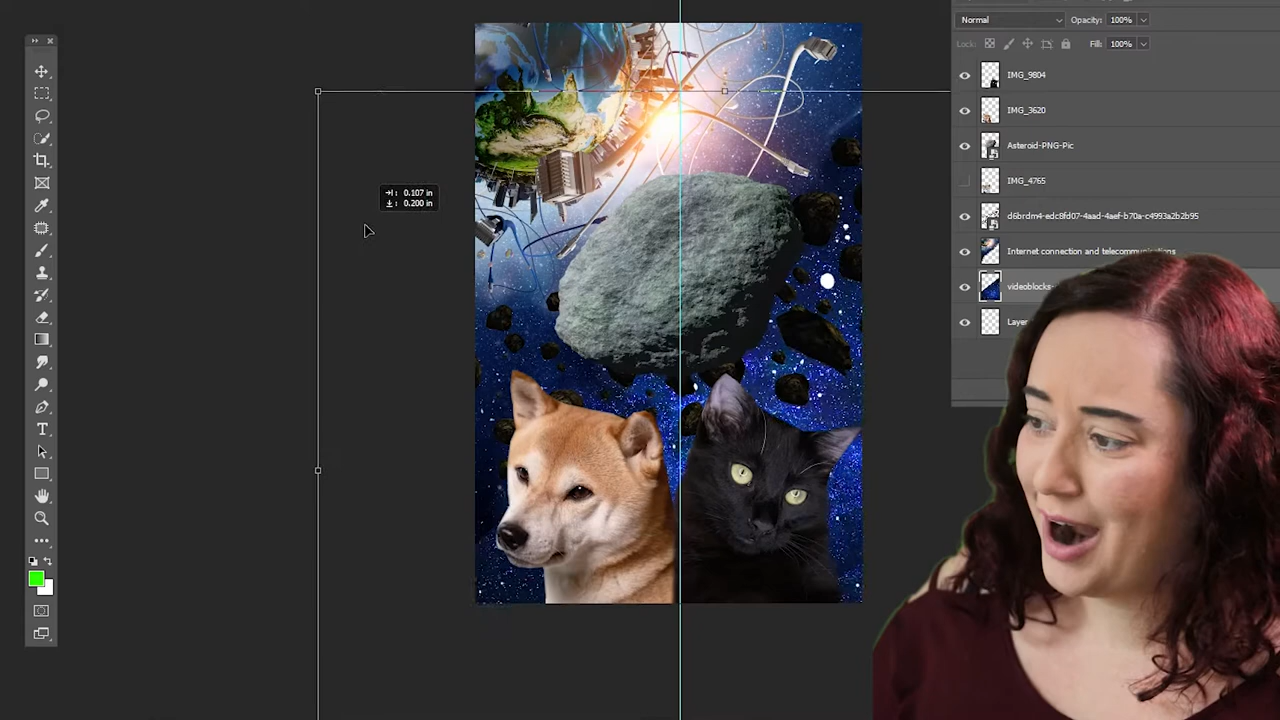 Normal
Opacity: 100%
Lock:
Fill: 100%
IMG_9804
IMG_3620
Asteroid-PNG-Pic
IMG_4765
d6brdm4-edc8fd07-4aad-4aef-b70a-c4993a2b2b95
Internet connection and telecommunications
videoblocks-
Layer
0.107 in
0.200 in
T